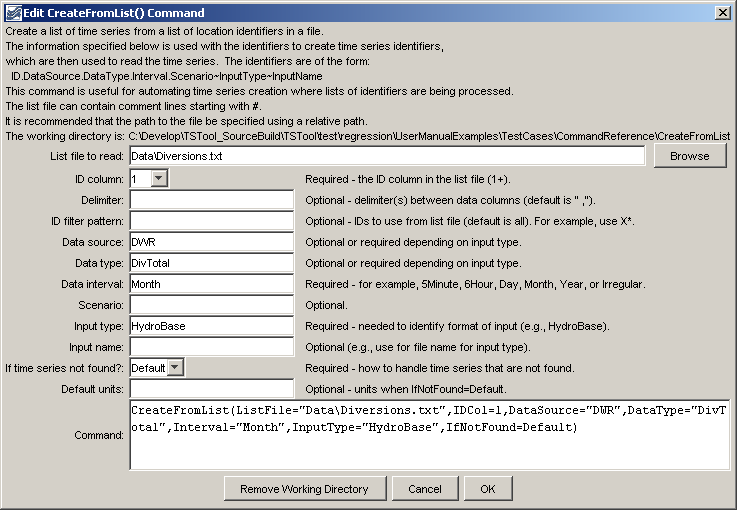 Edit CreateFromList() Command
Create a list of time series from a list of location identifiers in a file.
The information specified below is used with the identifiers to create time series identifiers,
which are then used to read the time series.  The identifiers are of the form:
ID.DataSource.DataType.Interval.Scenario~InputType~InputName
This command is useful for automating time series creation where lists of identifiers are being processed.
The list file can contain comment lines starting with #.
It is recommended that the path to the file be specified using a relative path.
The working directory is: C:\Develop\TSTool_SourceBuild\TSTool\test\regression\UserManualExamples\TestCases\CommandReference\CreateFromList
List file to read: Data\Diversions.txt Browse
ID column: 1 Required - the ID column in the list file (1+).
Delimiter: Optional - delimiter(s) between data columns (default is " ,").
ID filter pattern: Optional - IDs to use from list file (default is all). For example, use X*.
Data source: DWR Optional or required depending on input type.
Data type: DivTotal Optional or required depending on input type.
Data interval: Month Required - for example, 5Minute, 6Hour, Day, Month, Year, or Irregular.
Scenario: Optional.
Input type: HydroBase Required - needed to identify format of input (e.g., HydroBase).
Input name: Optional (e.g., use for file name for input type).
If time series not found?: Default Required - how to handle time series that are not found.
Default units: Optional - units when IfNotFound=Default.
CreateFromList(ListFile="Data\Diversions.txt",IDCol=1,DataSource="DWR",DataType="DivT
Command: otal",Interval="Month",InputType="HydroBase",IfNotFound=Default)
Remove Working Directory Cancel OK